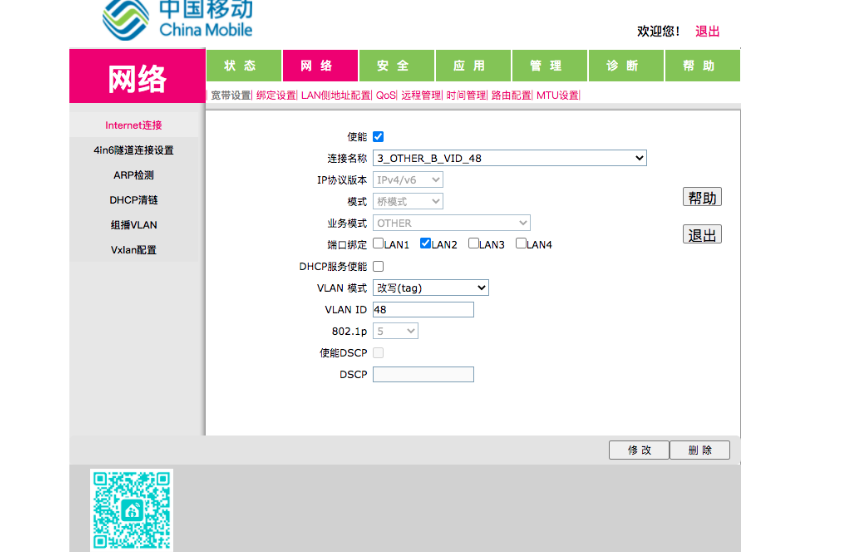 中国移动
China Mobile
欢迎您! 退出
网络
状态 网络 安全 应用 管理 诊断 帮助
宽带设置| 绑定设置| LAN侧地址配置| QoS| 远程管理| 时间管理| 路由配置| MTU设置|
Internet连接
4in6隧道连接设置
ARP检测
DHCP清链
组播VLAN
Vxlan配置
使能
连接名称 3_OTHER_B_VID_48
IP协议版本 IPv4/v6
模式 桥模式
业务模式 OTHER
端口绑定 LAN1 LAN2 LAN3 LAN4
DHCP服务使能
VLAN 模式 改写(tag)
VLAN ID 48
802.1p 5
使能DSCP
DSCP
帮助
退出
修改 删除